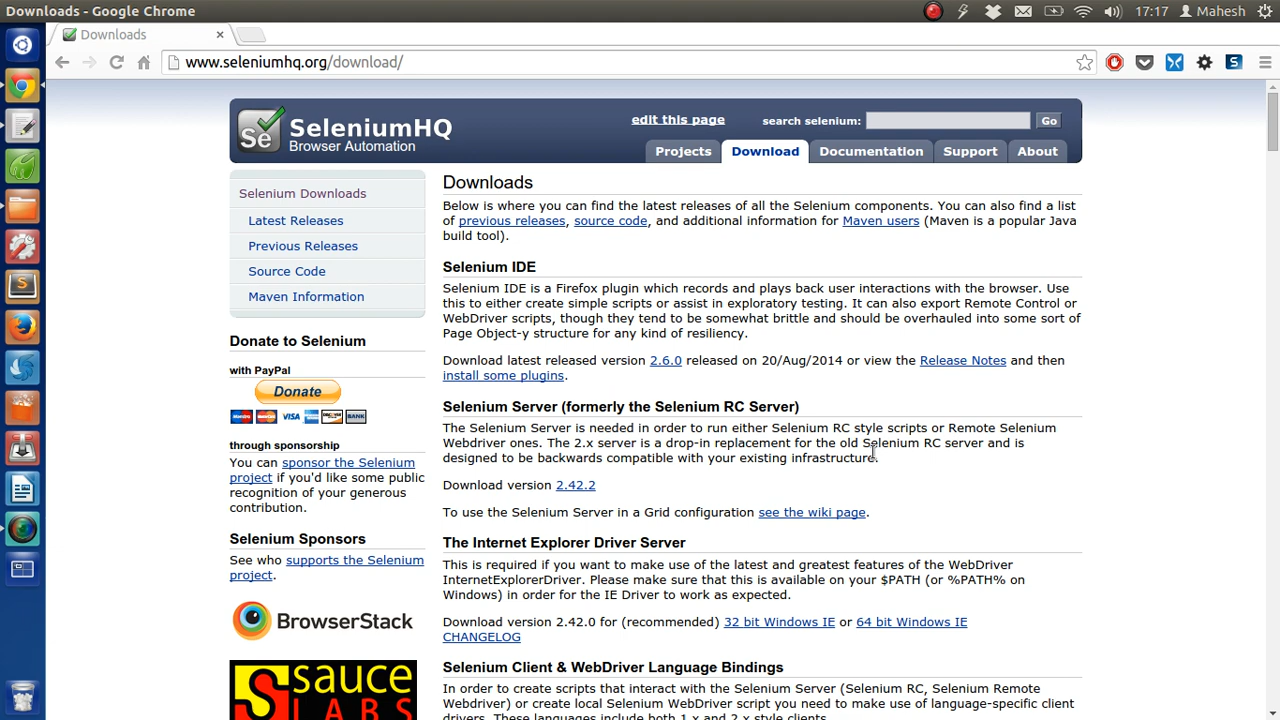 Downloads - Google Chrome
17:17
Mahesh
Downloads
www.seleniumhq.org/download/
Se
SeleniumHQ
Browser Automation
edit this page
search selenium:
Go
Projects
Download
Documentation
Support
About
Selenium Downloads
Latest Releases
Previous Releases
Source Code
Maven Information
Donate to Selenium
with PayPal
Donate
VISA
BANK
through sponsorship
You can sponsor the Selenium
project if you'd like some public
recognition of your generous
contribution.
Selenium Sponsors
See who supports the Selenium
project.
BrowserStack
sauce
LABS
Downloads
Below is where you can find the latest releases of all the Selenium components. You can also find a list
of previous releases, source code, and additional information for Maven users (Maven is a popular Java
build tool).
Selenium IDE
Selenium IDE is a Firefox plugin which records and plays back user interactions with the browser. Use
this to either create simple scripts or assist in exploratory testing. It can also export Remote Control or
WebDriver scripts, though they tend to be somewhat brittle and should be overhauled into some sort of
Page Object-y structure for any kind of resiliency.
Download latest released version 2.6.0 released on 20/Aug/2014 or view the Release Notes and then
install some plugins.
Selenium Server (formerly the Selenium RC Server)
The Selenium Server is needed in order to run either Selenium RC style scripts or Remote Selenium
Webdriver ones. The 2.x server is a drop-in replacement for the old Selenium RC server and is
designed to be backwards compatible with your existing infrastructure.
Download version 2.42.2
To use the Selenium Server in a Grid configuration see the wiki page.
The Internet Explorer Driver Server
This is required if you want to make use of the latest and greatest features of the WebDriver
InternetExplorerDriver. Please make sure that this is available on your $PATH (or %PATH% on
Windows) in order for the IE Driver to work as expected.
Download version 2.42.0 for (recommended) 32 bit Windows IE or 64 bit Windows IE
CHANGELOG
Selenium Client & WebDriver Language Bindings
In order to create scripts that interact with the Selenium Server (Selenium RC, Selenium Remote
Webdriver) or create local Selenium WebDriver script you need to make use of language-specific client
drivers. These languages include both 1.x and 2.x style clients.